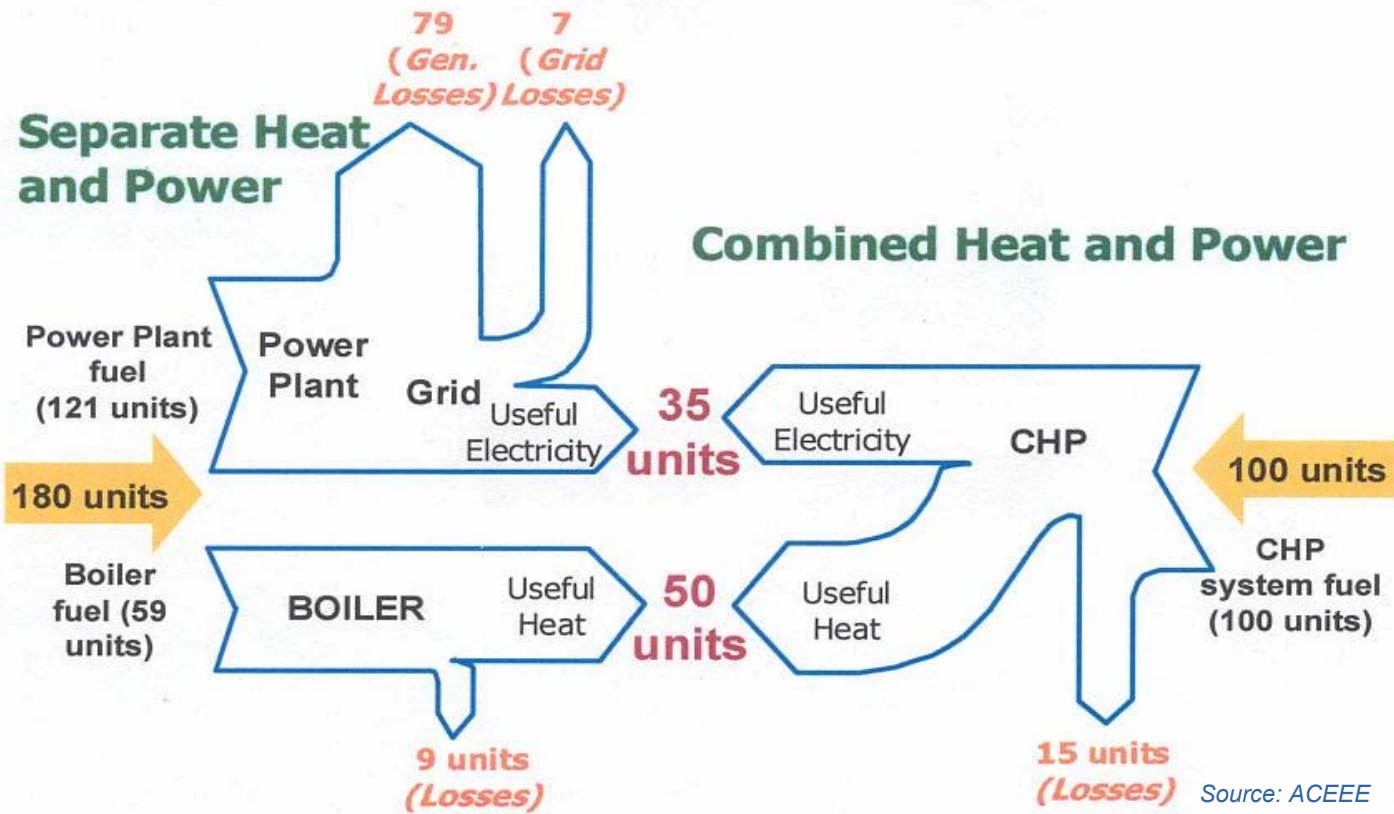 79
(Gen.
Losses)
7
(Grid
Losses)
Separate Heat
and Power
Combined Heat and Power
Power Plant
fuel
(121 units)
Power
Plant
Grid
Useful
Electricity
35
units
Useful
Electricity
CHP
180 units
100 units
Boiler
fuel (59
units)
BOILER
Useful
Heat
50
units
Useful
Heat
CHP
system fuel
(100 units)
9 units
(Losses)
15 units
(Losses)
Source: ACEEE